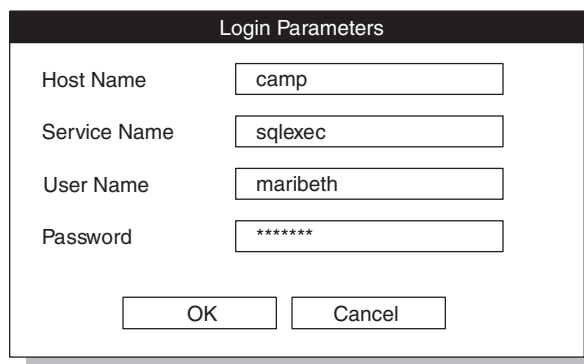 Login Parameters
Host Name camp
Service Name sqlexec
User Name maribeth
Password *******
OK Cancel